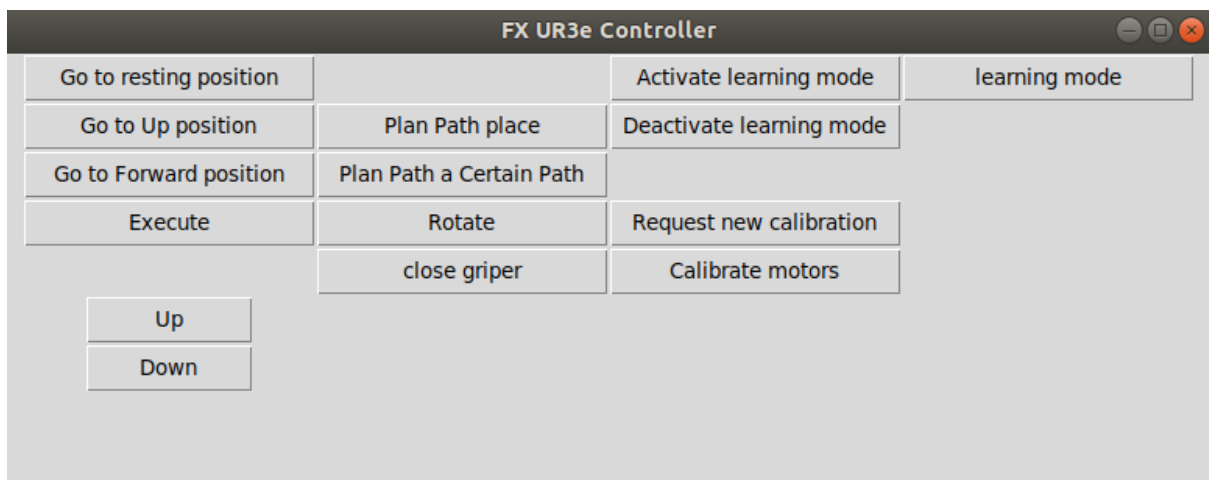 FX UR3e Controller
Go to resting position
Activate learning mode
learning mode
Go to Up position
Plan Path place
Deactivate learning mode
Go to Forward position
Plan Path a Certain Path
Execute
Rotate
Request new calibration
close griper
Calibrate motors
Up
Down